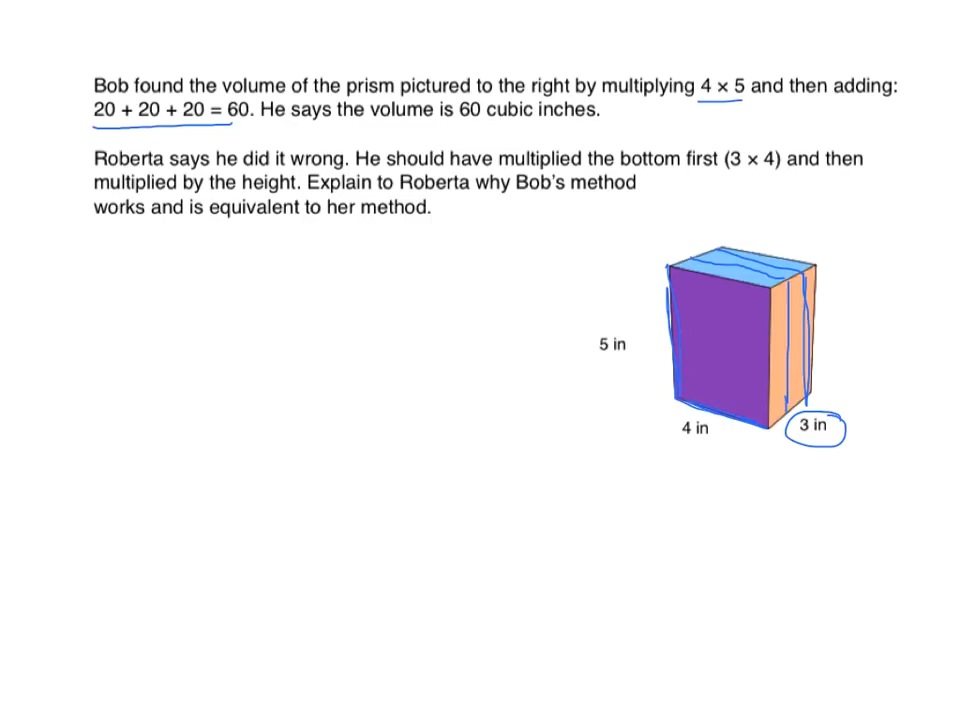 Bob found the volume of the prism pictured to the right by multiplying 4 × 5 and then adding:
20 + 20 + 20 = 60. He says the volume is 60 cubic inches.
Roberta says he did it wrong. He should have multiplied the bottom first (3 × 4) and then
multiplied by the height. Explain to Roberta why Bob's method
works and is equivalent to her method.
5 in
4 in
3 in